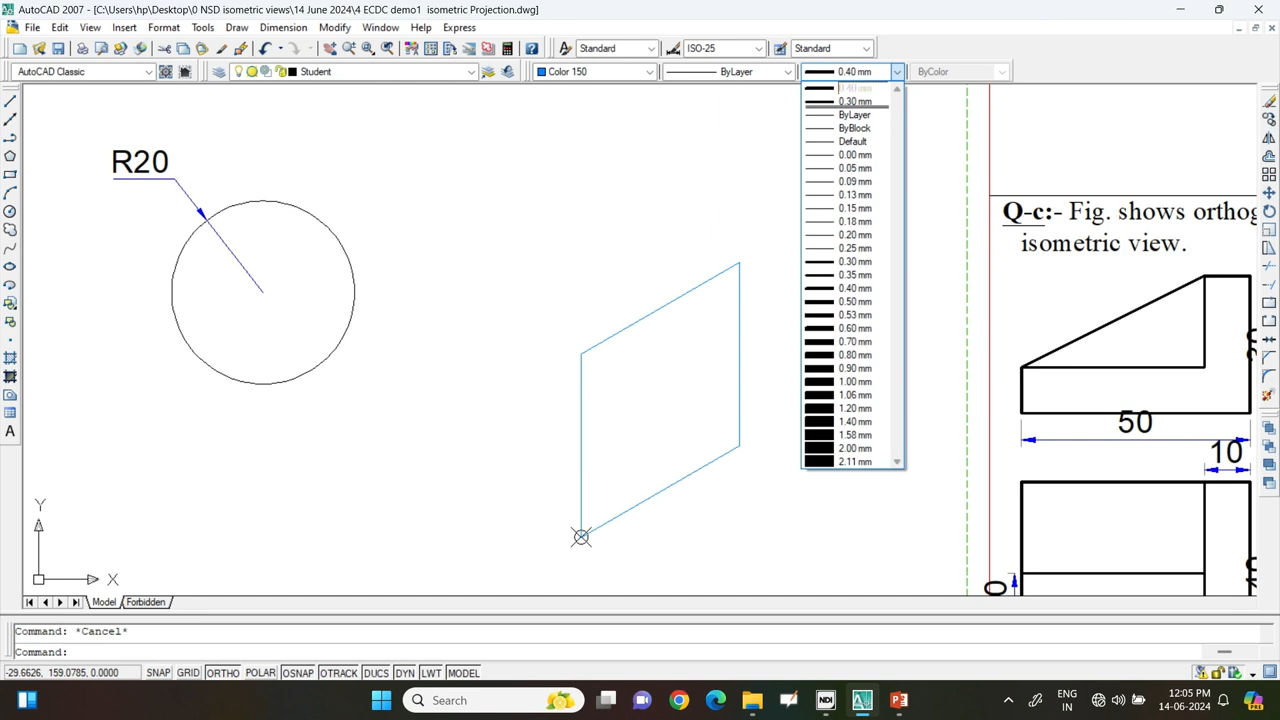 AutoCAD 2007 - [C:\Users\hp\Desktop\0 NSD isometric views\14 June 2024\4 ECDC demo1  isometric Projection.dwg]
File Edit View Insert Format Tools Draw Dimension Modify Window Help Express
Standard ISO-25 Standard
AutoCAD Classic Student Color 150 ByLayer 0.40 mm ByColor
0.40 mm
0.30 mm
ByLayer
ByBlock
Default
0.00 mm
0.05 mm
0.09 mm
0.13 mm
0.15 mm
0.18 mm
0.20 mm
0.25 mm
0.30 mm
0.35 mm
0.40 mm
0.50 mm
0.53 mm
0.60 mm
0.70 mm
0.80 mm
0.90 mm
1.00 mm
1.06 mm
1.20 mm
1.40 mm
1.58 mm
2.00 mm
2.11 mm
R20
Q-c:- Fig. shows orthog
isometric view.
50
10
0
Y
X
A
Model Forbidden
Command: *Cancel*
Command:
-29.6626, 159.0785, 0.0000 SNAP GRID ORTHO POLAR OSNAP OTRACK DUCS DYN LWT MODEL
Search
ENG
IN
12:05 PM
14-06-2024